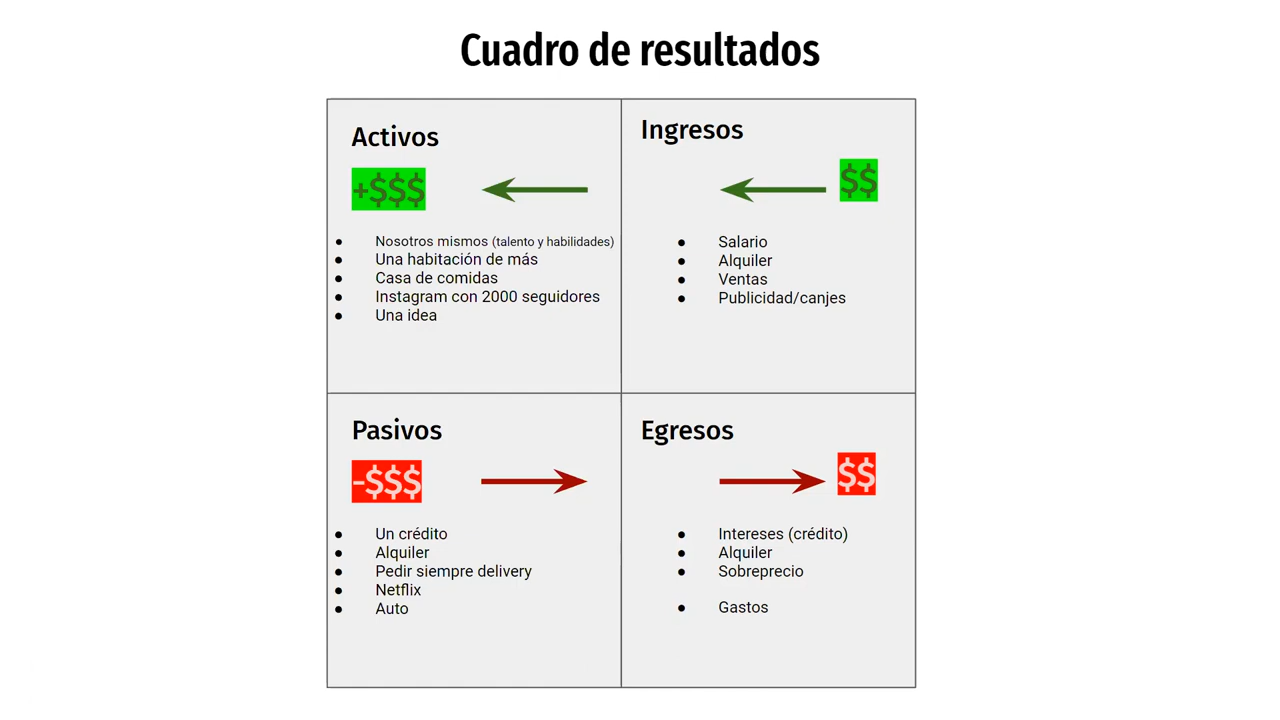 Cuadro de resultados
Activos
+$$$
● Nosotros mismos (talento y habilidades)
● Una habitación de más
● Casa de comidas
● Instagram con 2000 seguidores
● Una idea
Ingresos
$$
● Salario
● Alquiler
● Ventas
● Publicidad/canjes
Pasivos
-$$$
● Un crédito
● Alquiler
● Pedir siempre delivery
● Netflix
● Auto
Egresos
$$
● Intereses (crédito)
● Alquiler
● Sobreprecio
● Gastos